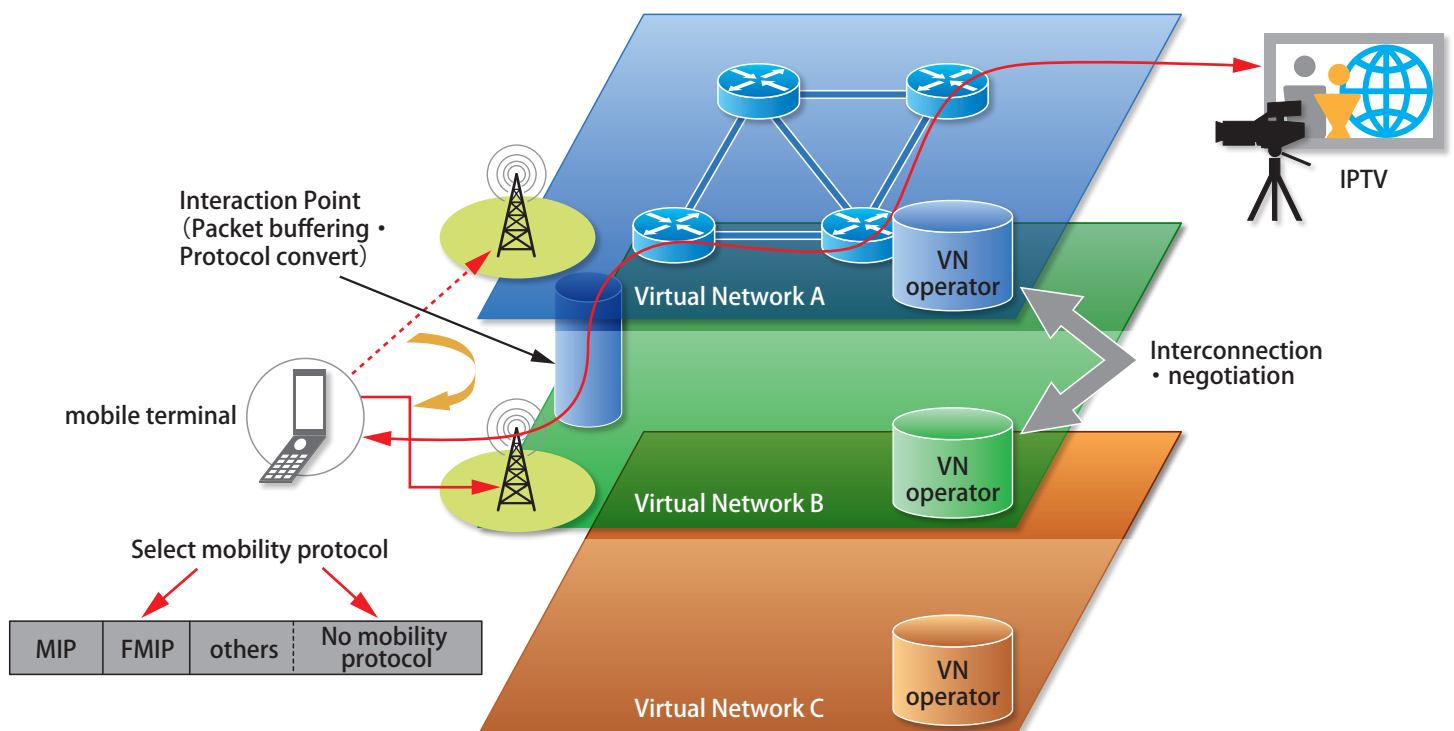 IPTV
Interaction Point
（Packet buffering・
Protocol convert）
VN
operator
Virtual Network A
Interconnection
・negotiation
mobile terminal
VN
operator
Virtual Network B
Select mobility protocol
MIP
FMIP
others
No mobility
protocol
VN
operator
Virtual Network C